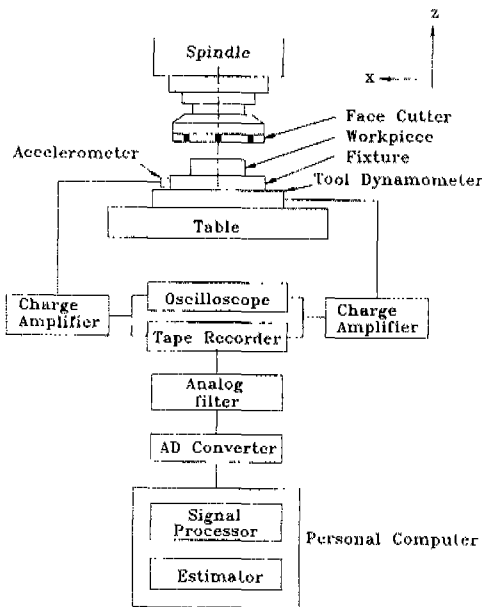 Z
Spindle
X
Face Cutter
Workpiece
Fixture
Accelerometer
Tool Dynamometer
Table
Charge
Amplifier
Oscilloscope
Tape Recorder
Charge
Amplifier
Analog
filter
AD Converter
Signal
Processor
Personal Computer
Estimator